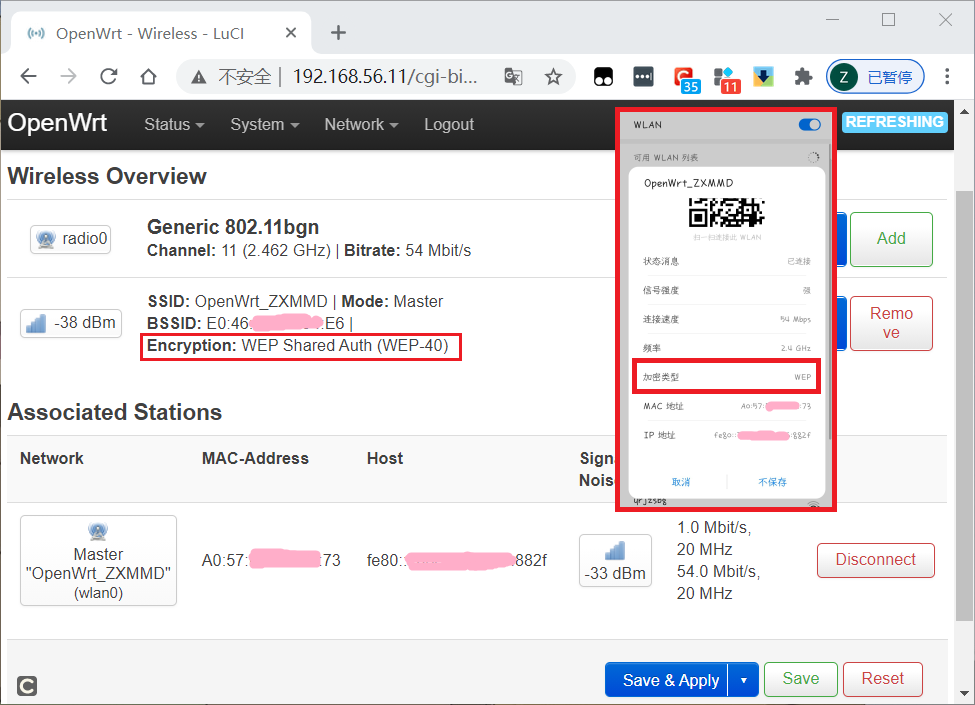 OpenWrt - Wireless - LuCI
不安全 | 192.168.56.11/cgi-bi...
35
11
Z 已暂停
OpenWrt Status System Network Logout
REFRESHING
Wireless Overview
radio0
Generic 802.11bgn
Channel: 11 (2.462 GHz) | Bitrate: 54 Mbit/s
Add
-38 dBm
SSID: OpenWrt_ZXMMD | Mode: Master
BSSID: E0:46: :E6 |
Encryption: WEP Shared Auth (WEP-40)
Remo
ve
WLAN
可用 WLAN 列表
OpenWrt_ZXMMD
扫一扫连接此 WLAN
状态消息 已连接
信号强度 强
连接速度 54 Mbps
频率 2.4 GHz
加密类型 WEP
MAC 地址 A0:57: :73
IP 地址 fe80:: :882f
取消 不保存
Associated Stations
Network MAC-Address Host
Noise
Master
"OpenWrt_ZXMMD"
(wlan0)
A0:57: :73
fe80:: :882f
-33 dBm
1.0 Mbit/s,
20 MHz
54.0 Mbit/s,
20 MHz
Disconnect
Save & Apply Save Reset